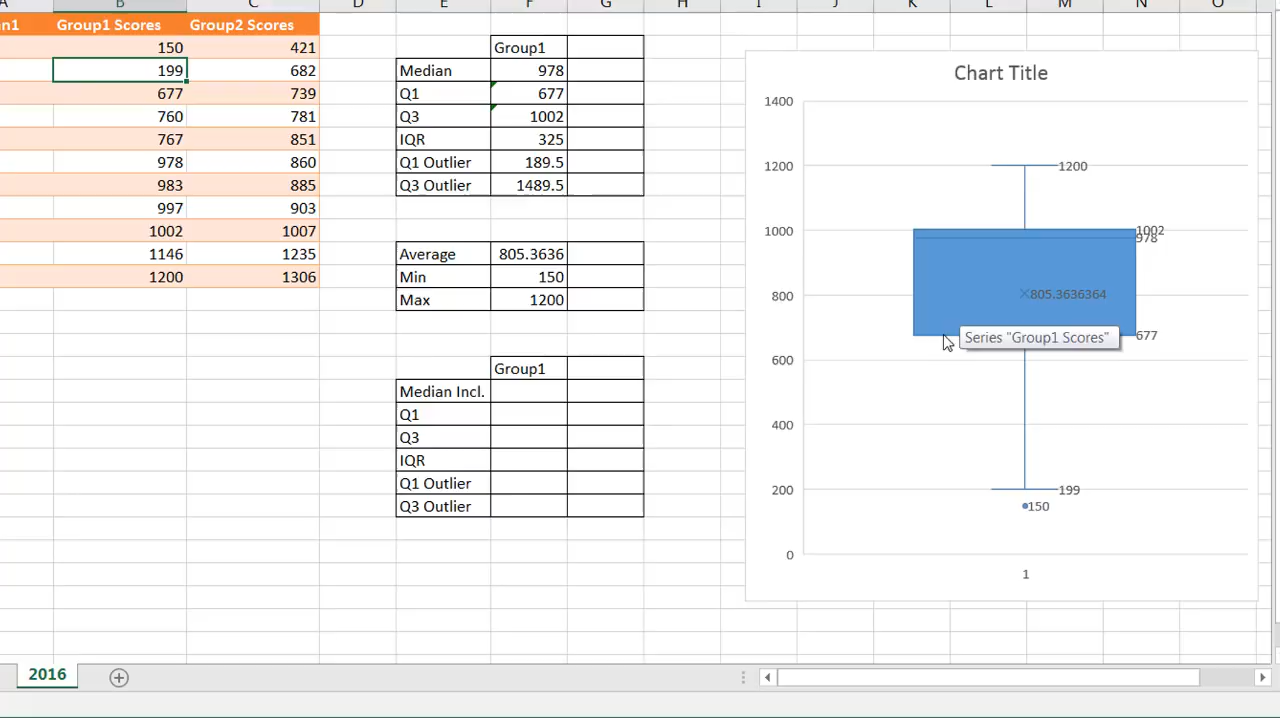 B C D E F G H I J K L M N O
n1 Group1 Scores Group2 Scores
150 421
199 682
677 739
760 781
767 851
978 860
983 885
997 903
1002 1007
1146 1235
1200 1306
Group1
Median 978
Q1 677
Q3 1002
IQR 325
Q1 Outlier 189.5
Q3 Outlier 1489.5
Average 805.3636
Min 150
Max 1200
Group1
Median Incl.
Q1
Q3
IQR
Q1 Outlier
Q3 Outlier
Chart Title
1400
1200
1000
800
600
400
200
0
1200
1002
978
805.3636364
Series "Group1 Scores"
677
199
150
1
2016